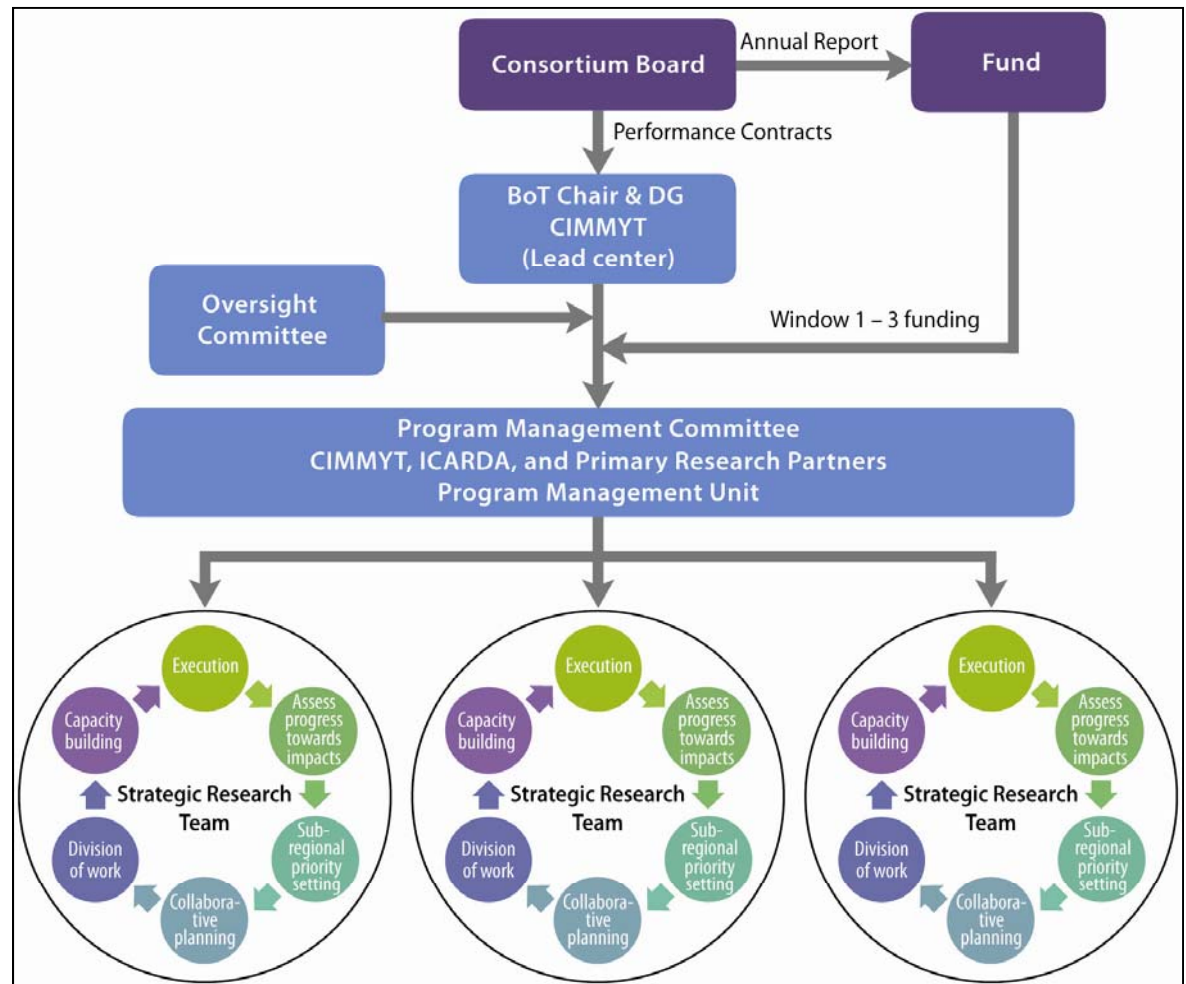 Consortium Board
Annual Report
Fund
Performance Contracts
BoT Chair & DG
CIMMYT
(Lead center)
Oversight
Committee
Window 1 – 3 funding
Program Management Committee
CIMMYT, ICARDA, and Primary Research Partners
Program Management Unit
Execution
Assess
progress
towards
impacts
Sub-
regional
priority
setting
Collabora-
tive
planning
Division
of work
Capacity
building
Strategic Research
Team
Execution
Assess
progress
towards
impacts
Sub-
regional
priority
setting
Collabora-
tive
planning
Division
of work
Capacity
building
Strategic Research
Team
Execution
Assess
progress
towards
impacts
Sub-
regional
priority
setting
Collabora-
tive
planning
Division
of work
Capacity
building
Strategic Research
Team